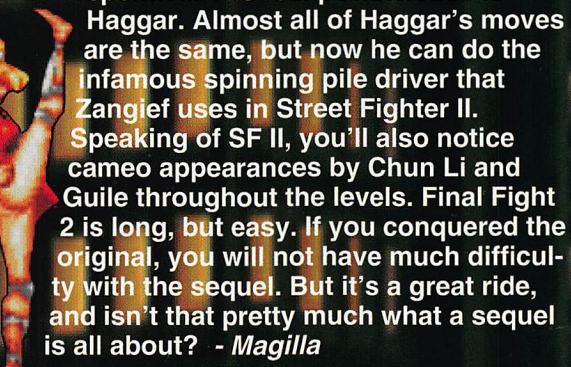 Haggar. Almost all of Haggar's moves
are the same, but now he can do the
infamous spinning pile driver that
Zangief uses in Street Fighter II.
Speaking of SF II, you'll also notice
cameo appearances by Chun Li and
Guile throughout the levels. Final Fight
2 is long, but easy. If you conquered the
original, you will not have much difficul-
ty with the sequel. But it's a great ride,
and isn't that pretty much what a sequel
is all about? - Magilla